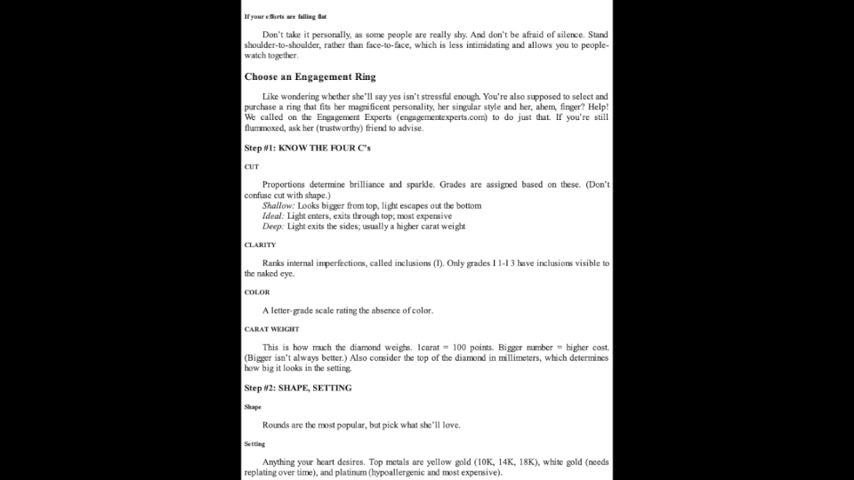 If your efforts are falling flat
Don't take it personally, as some people are really shy. And don't be afraid of silence. Stand
shoulder-to-shoulder, rather than face-to-face, which is less intimidating and allows you to people-
watch together.
Choose an Engagement Ring
Like wondering whether she'll say yes isn't stressful enough. You're also supposed to select and
purchase a ring that fits her magnificent personality, her singular style and her, ahem, finger? Help!
We called on the Engagement Experts (engagementexperts.com) to do just that. If you're still
flummoxed, ask her (trustworthy) friend to advise.
Step #1: KNOW THE FOUR C's
CUT
Proportions determine brilliance and sparkle. Grades are assigned based on these. (Don't
confuse cut with shape.)
Shallow: Looks bigger from top, light escapes out the bottom
Ideal: Light enters, exits through top; most expensive
Deep: Light exits the sides; usually a higher carat weight
CLARITY
Ranks internal imperfections, called inclusions (I). Only grades I 1-I 3 have inclusions visible to
the naked eye.
COLOR
A letter-grade scale rating the absence of color.
CARAT WEIGHT
This is how much the diamond weighs. 1carat = 100 points. Bigger number = higher cost.
(Bigger isn't always better.) Also consider the top of the diamond in millimeters, which determines
how big it looks in the setting.
Step #2: SHAPE, SETTING
Shape
Rounds are the most popular, but pick what she'll love.
Setting
Anything your heart desires. Top metals are yellow gold (10K, 14K, 18K), white gold (needs
replating over time), and platinum (hypoallergenic and most expensive).